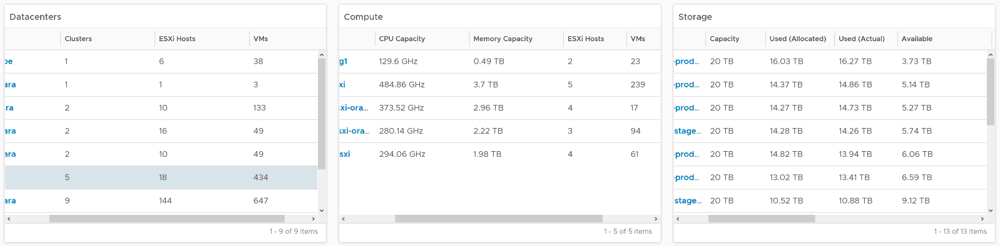 Datacenters
Clusters ESXi Hosts VMs
pe 1 6 38
ara 1 1 3
ra 2 10 133
ara 2 16 49
ara 2 10 49
5 18 434
ara 9 144 647
1 - 9 of 9 items
Compute
CPU Capacity Memory Capacity ESXi Hosts VMs
g1 129.6 GHz 0.49 TB 2 23
xi 484.86 GHz 3.7 TB 5 239
sxi-ora... 373.52 GHz 2.96 TB 4 17
sxi-ora... 280.14 GHz 2.22 TB 3 94
sxi 294.06 GHz 1.98 TB 4 61
1 - 5 of 5 items
Storage
Capacity Used (Allocated) Used (Actual) Available
-prod... 20 TB 16.03 TB 16.27 TB 3.73 TB
-prod... 20 TB 14.37 TB 14.86 TB 5.14 TB
-prod... 20 TB 14.27 TB 14.73 TB 5.27 TB
stage... 20 TB 14.28 TB 14.26 TB 5.74 TB
-prod... 20 TB 14.82 TB 13.94 TB 6.06 TB
-prod... 20 TB 13.02 TB 13.41 TB 6.59 TB
stage... 20 TB 10.52 TB 10.88 TB 9.12 TB
1 - 13 of 13 items